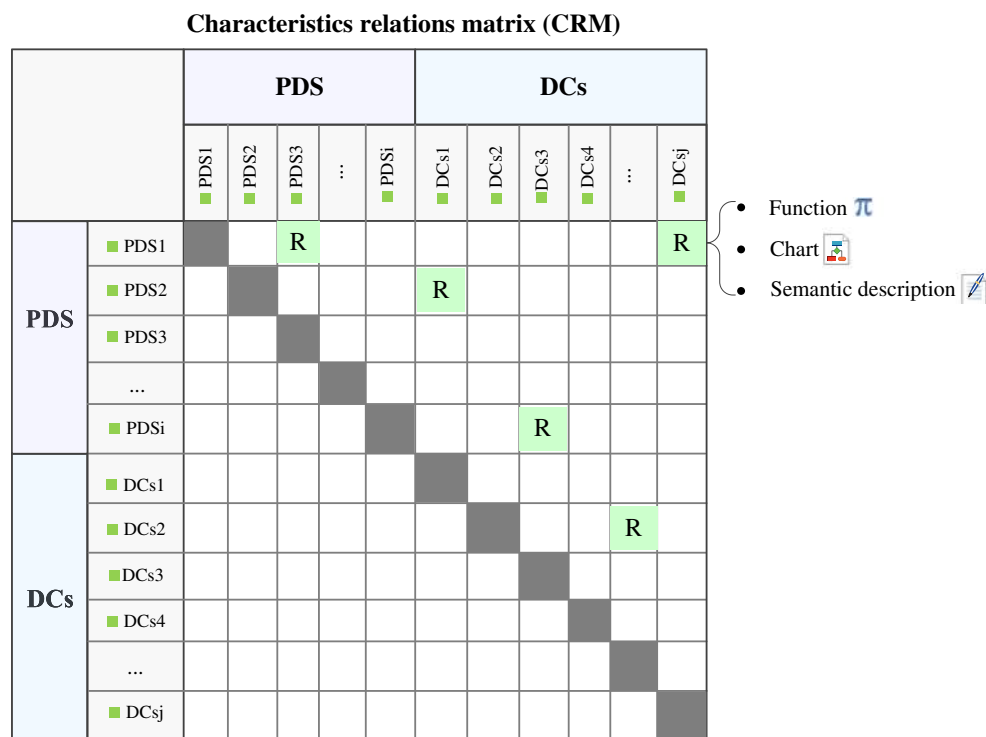 Characteristics relations matrix (CRM)
PDS DCs
PDS1 PDS2 PDS3 ... PDSi DCs1 DCs2 DCs3 DCs4 ... DCsj
PDS
PDS1 R R
PDS2 R
PDS3
...
PDSi R
DCs
DCs1
DCs2 R
DCs3
DCs4
...
DCsj
• Function π
• Chart
• Semantic description